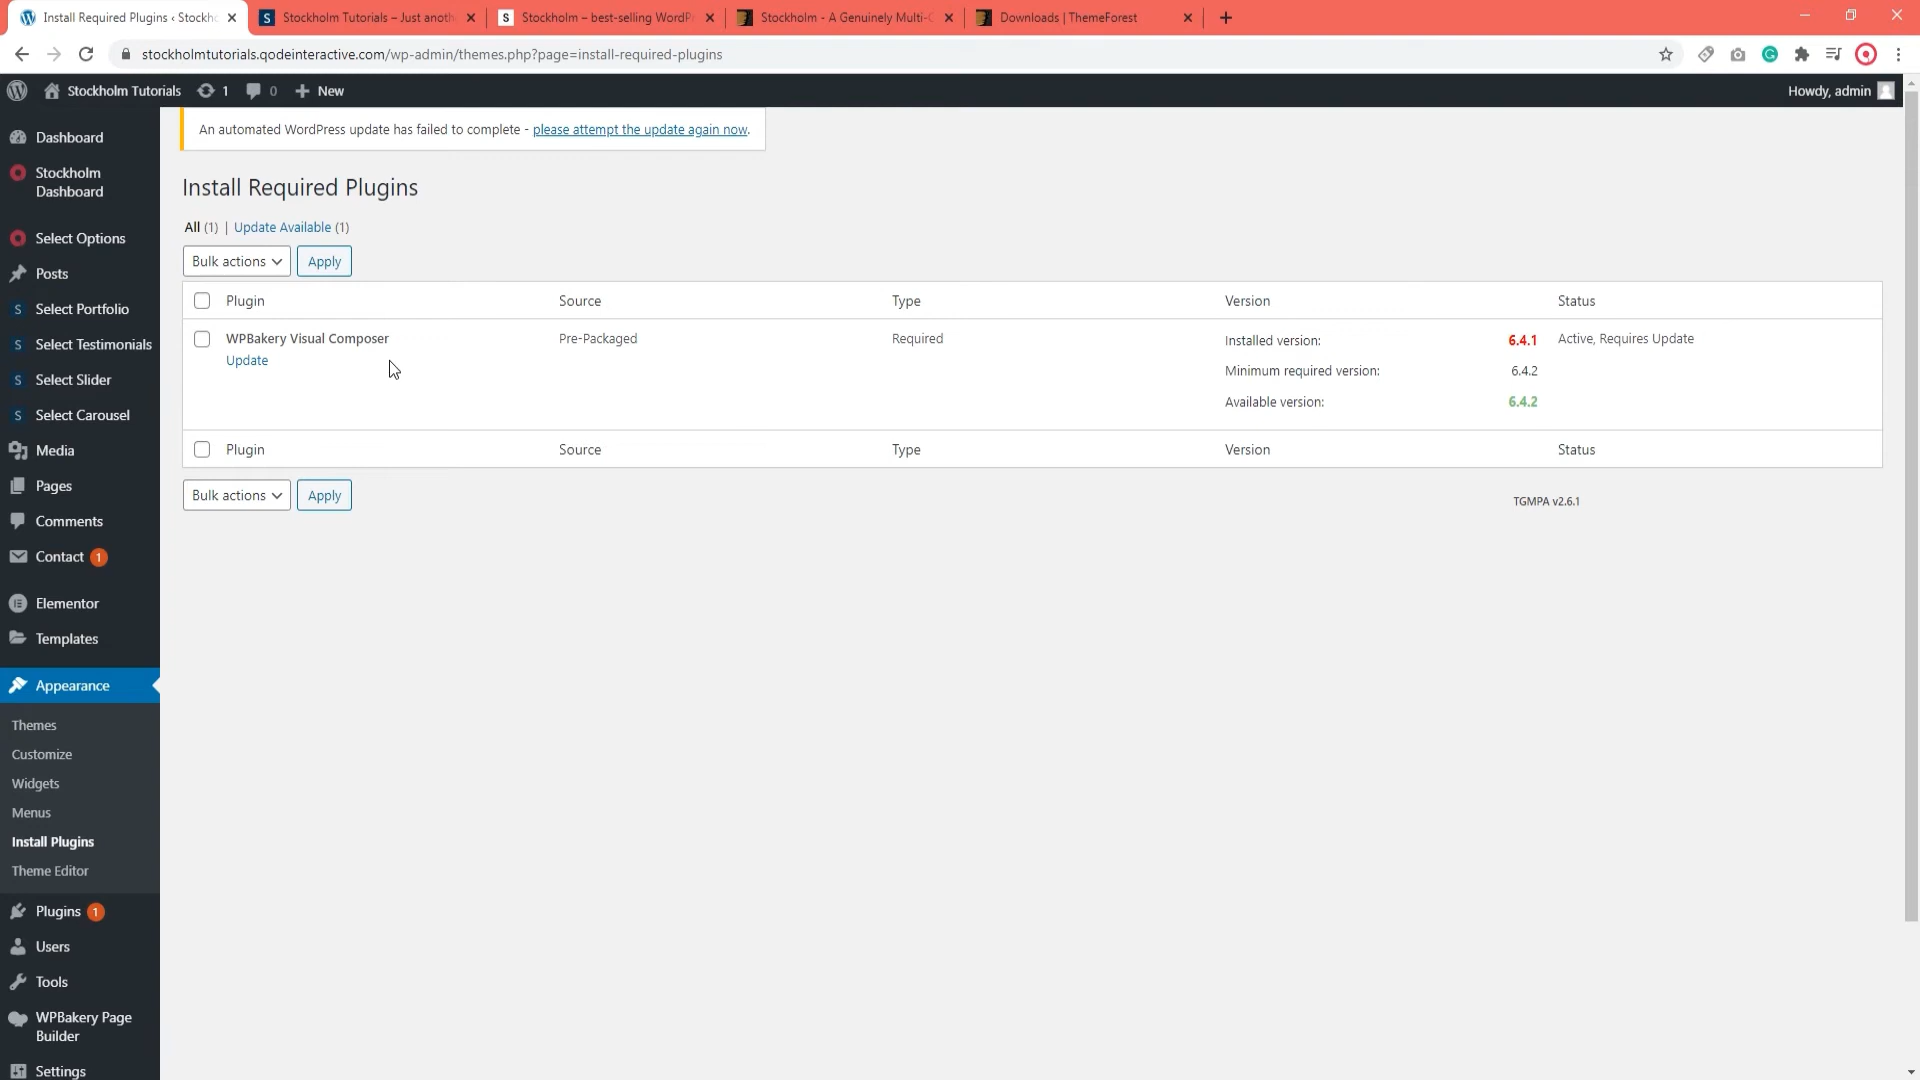 Install Required Plugins ‹ Stockh
Stockholm Tutorials – Just anoth
Stockholm – best-selling WordP
Stockholm - A Genuinely Multi-C
Downloads | ThemeForest
stockholmtutorials.qodeinteractive.com/wp-admin/themes.php?page=install-required-plugins
Stockholm Tutorials
1
0
New
Howdy, admin
An automated WordPress update has failed to complete - please attempt the update again now.
Dashboard
Stockholm
Dashboard
Select Options
Posts
Select Portfolio
Select Testimonials
Select Slider
Select Carousel
Media
Pages
Comments
Contact 1
Elementor
Templates
Appearance
Themes
Customize
Widgets
Menus
Install Plugins
Theme Editor
Plugins 1
Users
Tools
WPBakery Page
Builder
Settings
Install Required Plugins
All (1) | Update Available (1)
Bulk actions Apply
Plugin Source Type Version Status
WPBakery Visual Composer Pre-Packaged Required Installed version: 6.4.1 Active, Requires Update
Update
Minimum required version: 6.4.2
Available version: 6.4.2
Plugin Source Type Version Status
Bulk actions Apply
TGMPA v2.6.1